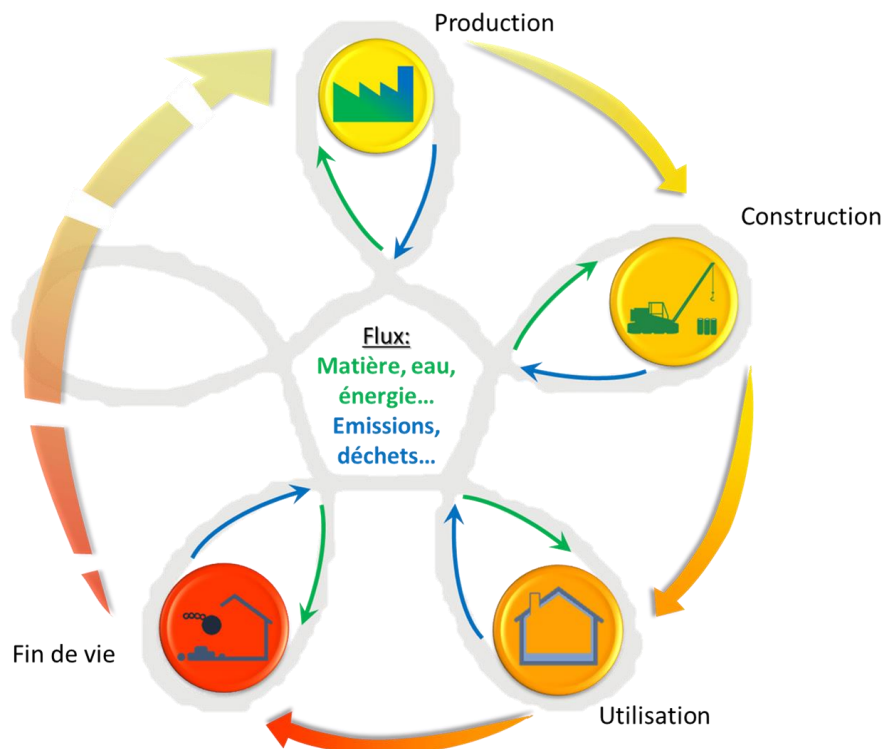 Production
Construction
Flux:
Matière, eau,
énergie...
Emissions,
déchets...
Fin de vie
Utilisation